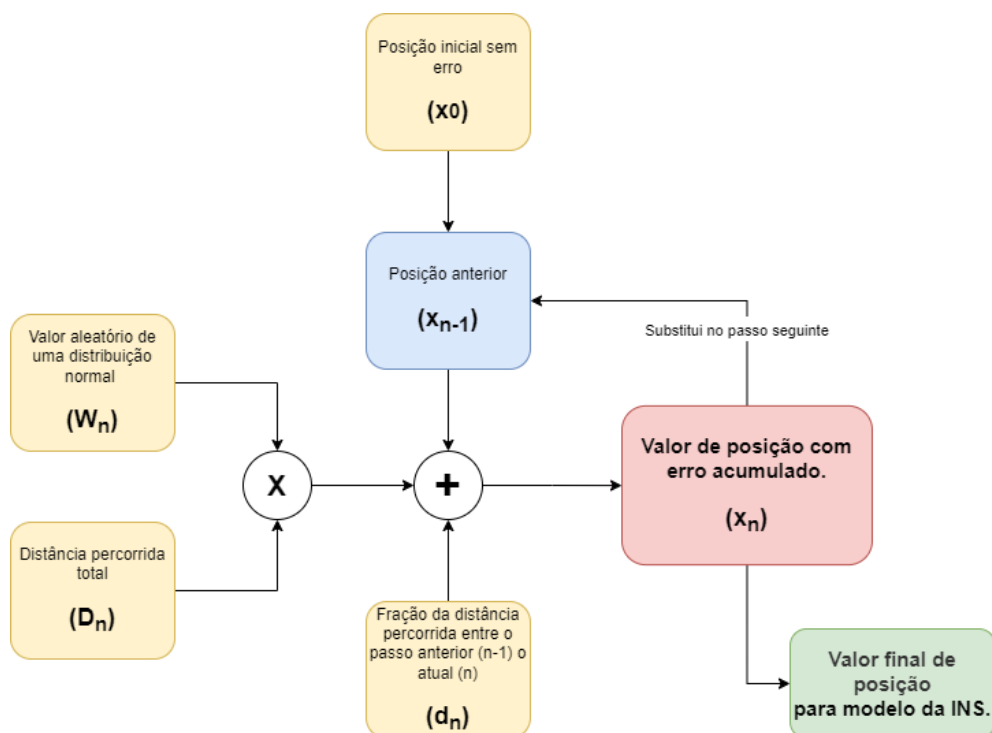 Posição inicial sem
erro
(x0)
Posição anterior
(xn-1)
Substitui no passo seguinte
Valor aleatório de
uma distribuição
normal
(Wn)
X
+
Valor de posição com
erro acumulado.
(xn)
Distância percorrida
total
(Dn)
Fração da distância
percorrida entre o
passo anterior (n-1) o
atual (n)
(dn)
Valor final de
posição
para modelo da INS.